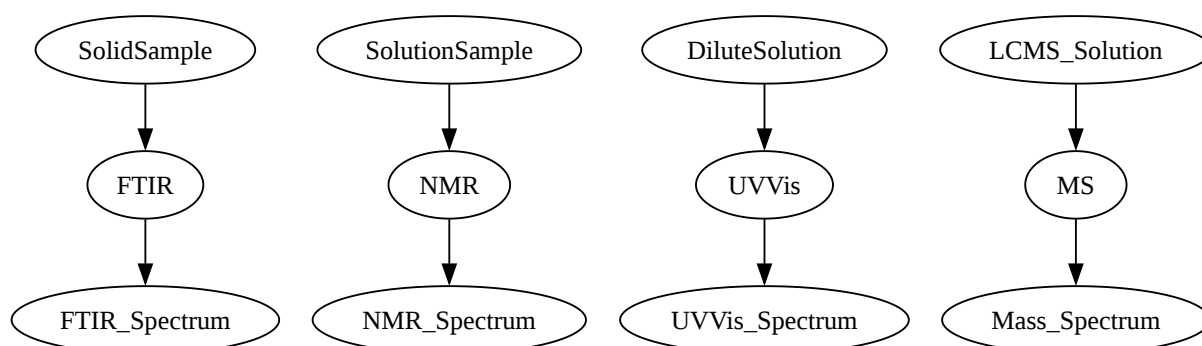 SolidSample
SolutionSample
DiluteSolution
LCMS_Solution
FTIR
NMR
UVVis
MS
FTIR_Spectrum
NMR_Spectrum
UVVis_Spectrum
Mass_Spectrum